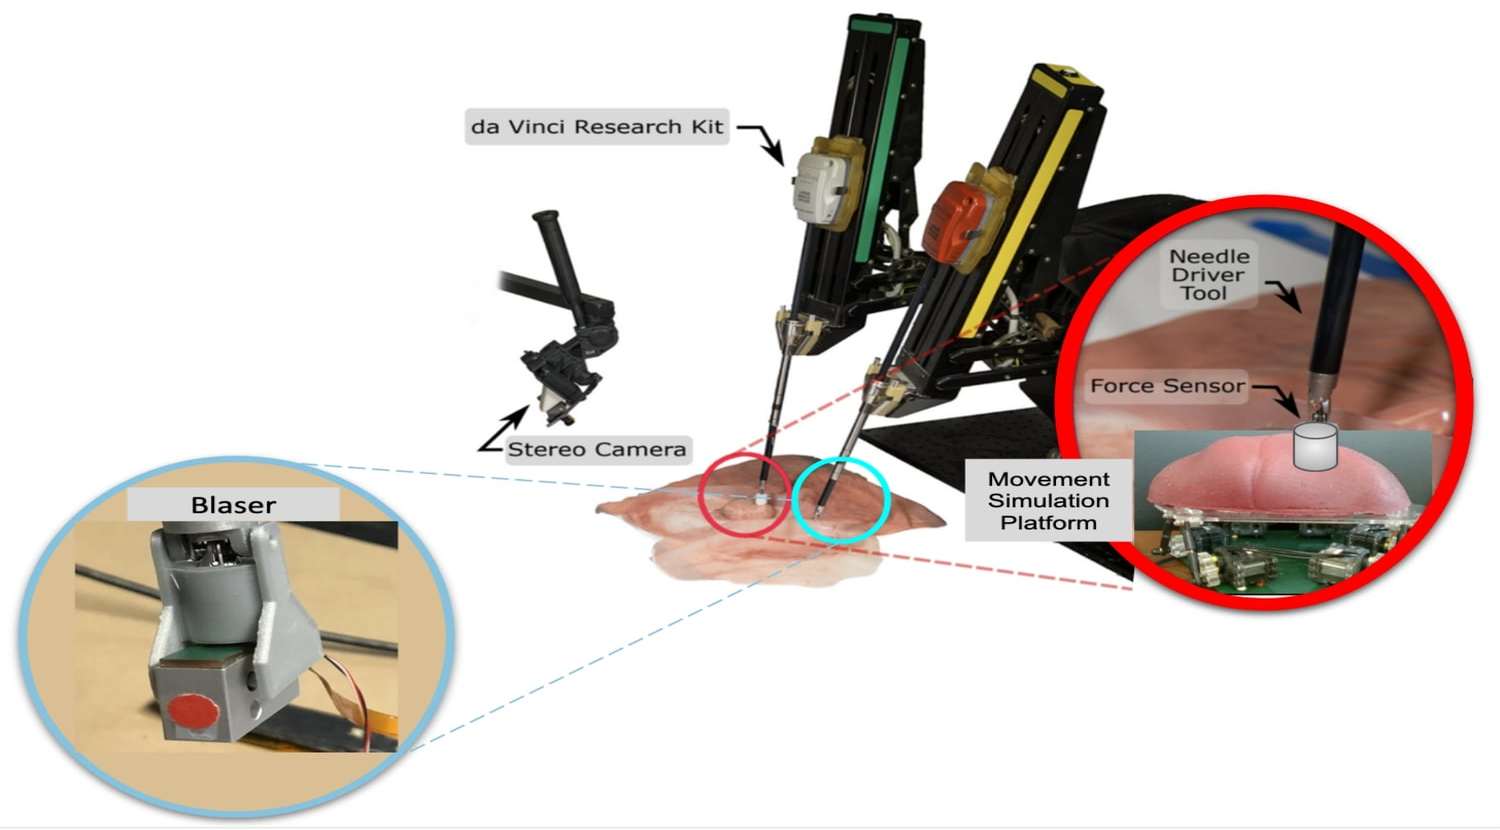 da Vinci Research Kit
Needle
Driver
Tool
Force Sensor
Stereo Camera
Movement
Simulation
Platform
Blaser